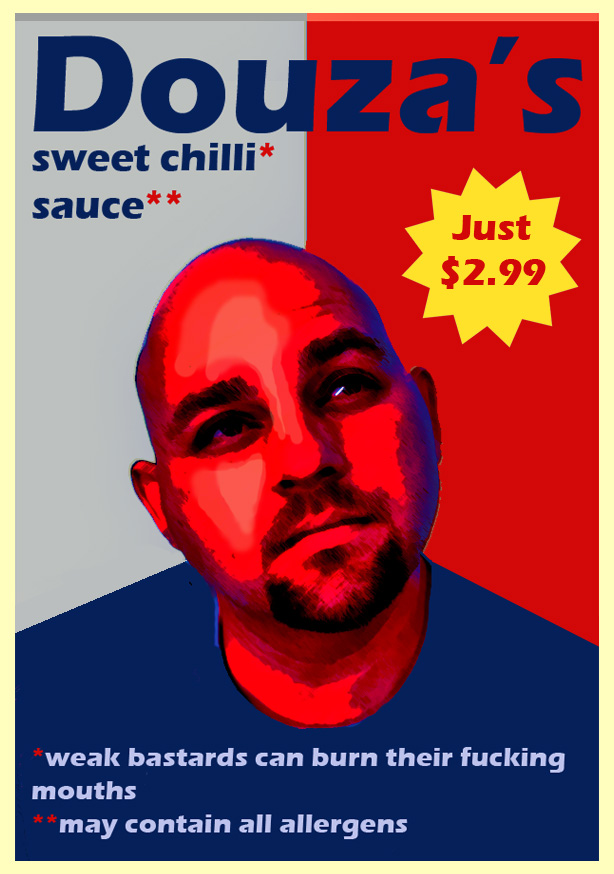 Douza's
sweet chilli*
sauce**
Just
$2.99
*weak bastards can burn their fucking
mouths
**may contain all allergens